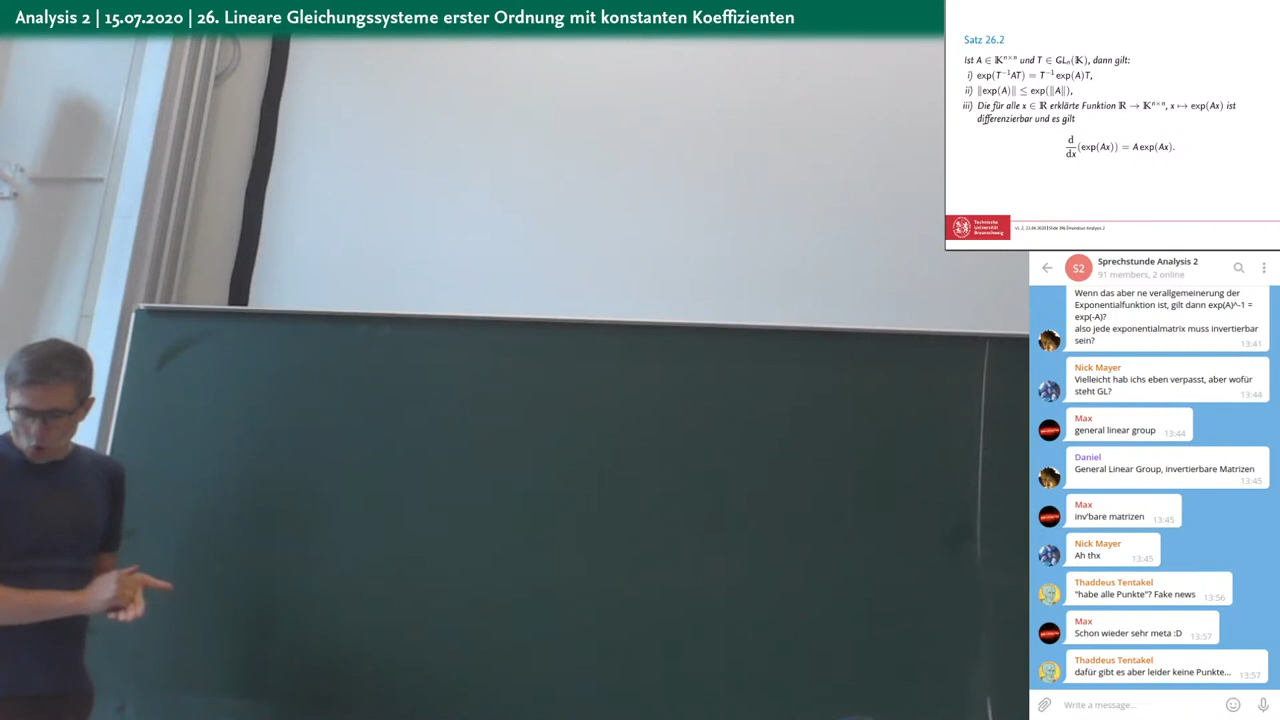 Analysis 2 | 15.07.2020 | 26. Lineare Gleichungssysteme erster Ordnung mit konstanten Koeffizienten
Satz 26.2
Ist A ∈ 𝕂ⁿˣⁿ und T ∈ GLₙ(𝕂), dann gilt:
i) exp(T⁻¹AT) = T⁻¹ exp(A)T,
ii) ‖exp(A)‖ ≤ exp(‖A‖),
iii) Die für alle x ∈ ℝ erklärte Funktion ℝ → 𝕂ⁿˣⁿ, x ↦ exp(Ax) ist
differenzierbar und es gilt
d/dx (exp(Ax)) = A exp(Ax).
Technische
Universität
Braunschweig
S2
Sprechstunde Analysis 2
91 members, 2 online
Wenn das aber ne verallgemeinerung der
Exponentialfunktion ist, gilt dann exp(A)^-1 =
exp(-A)?
also jede exponentialmatrix muss invertierbar
sein?
13:41
Nick Mayer
Vielleicht hab ichs eben verpasst, aber wofür
steht GL?
13:44
Max
general linear group 13:44
Daniel
General Linear Group, invertierbare Matrizen
13:45
Max
inv'bare matrizen 13:45
Nick Mayer
Ah thx 13:45
Thaddeus Tentakel
"habe alle Punkte"? Fake news 13:56
Max
Schon wieder sehr meta :D 13:57
Thaddeus Tentakel
dafür gibt es aber leider keine Punkte... 13:57
Write a message...